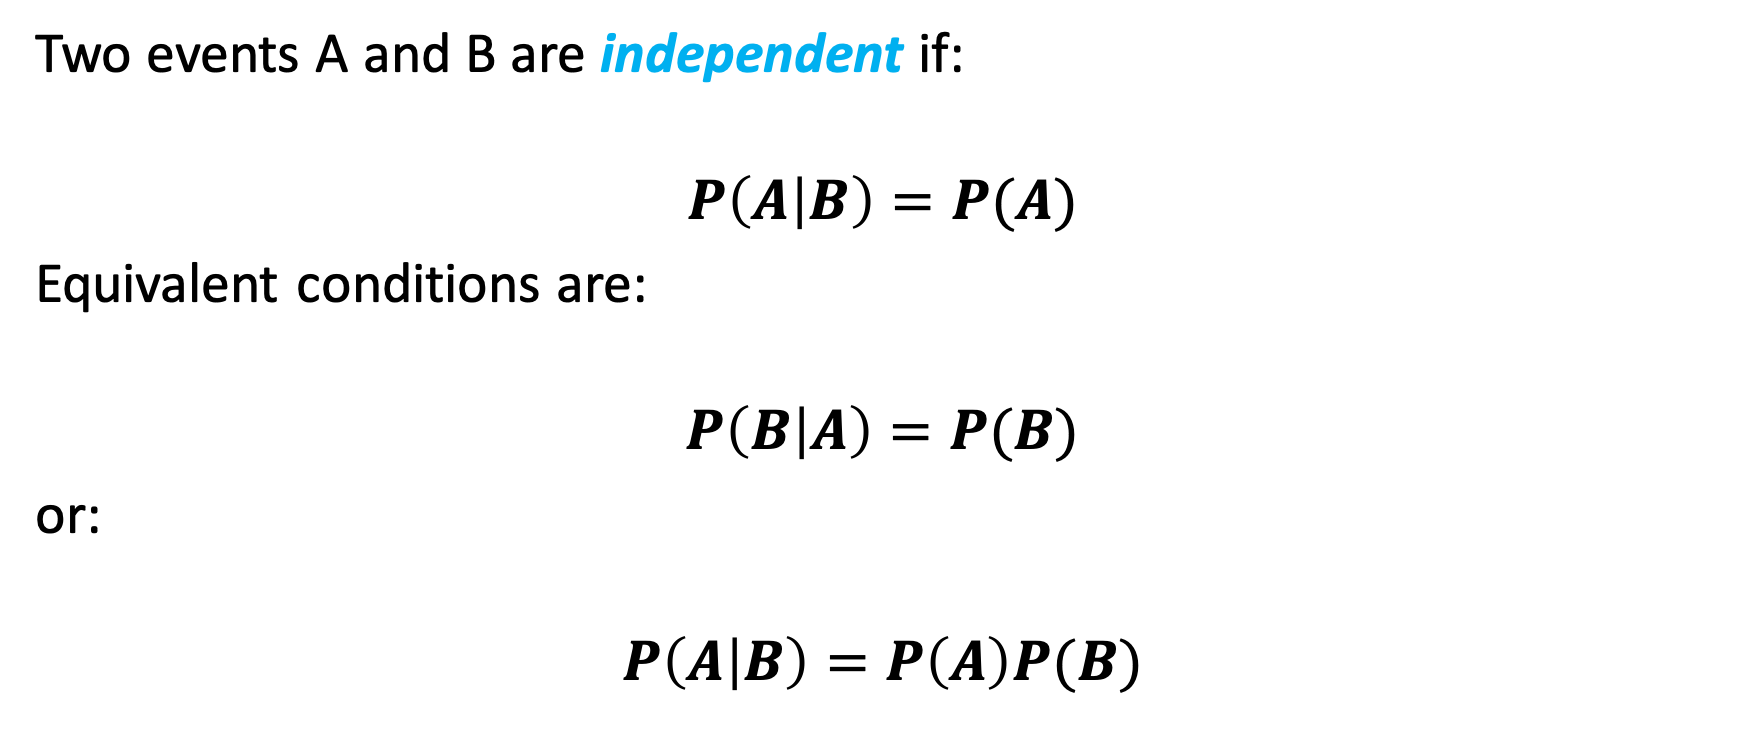 Two events A and B are independent if:
P(A|B) = P(A)
Equivalent conditions are:
P(B|A) = P(B)
or:
P(A|B) = P(A)P(B)